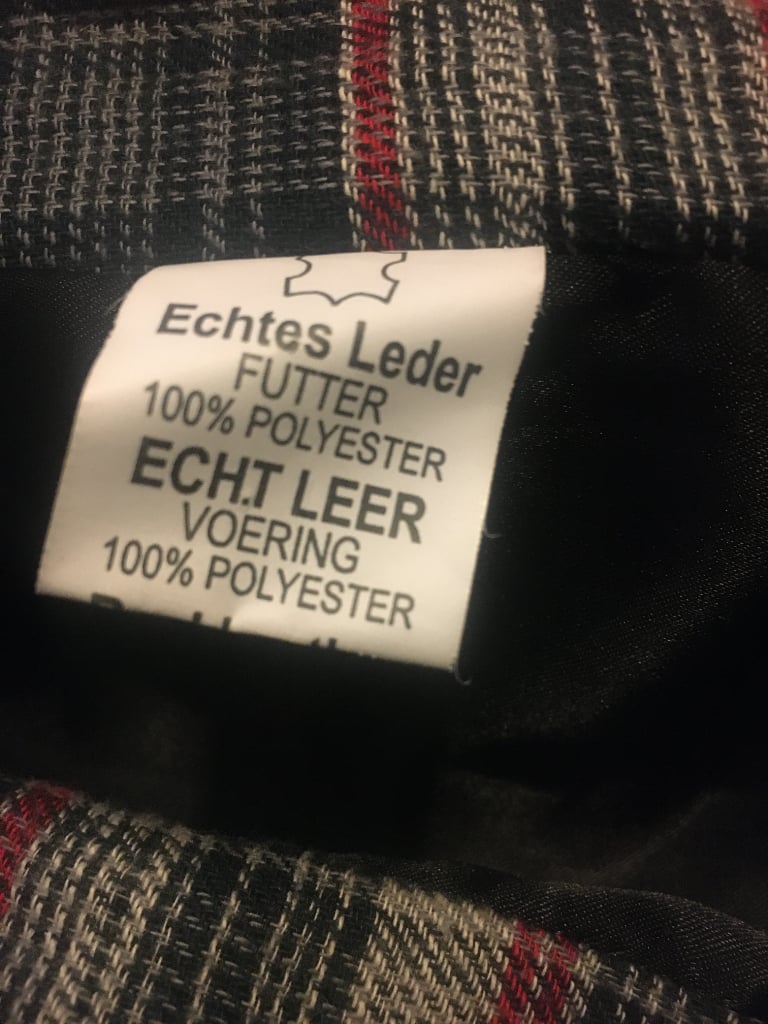 Echtes Leder
FUTTER
100% POLYESTER
ECH.T LEER
VOERING
100% POLYESTER